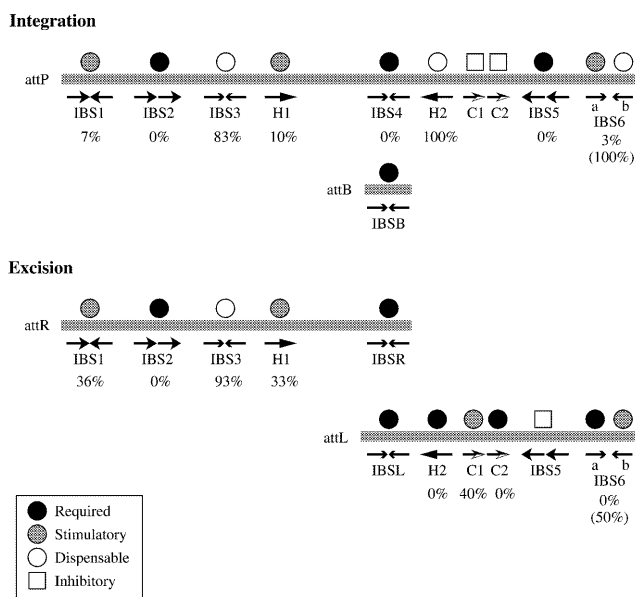 Integration
attP
IBS1 IBS2 IBS3 H1 IBS4 H2 C1 C2 IBS5 a b
IBS6
7% 0% 83% 10% 0% 100% 0% 3%
(100%)
attB
IBSB
Excision
attR
IBS1 IBS2 IBS3 H1 IBSR
36% 0% 93% 33%
attL
IBSL H2 C1 C2 IBS5 a b
IBS6
0% 40% 0% 0%
(50%)
Required
Stimulatory
Dispensable
Inhibitory